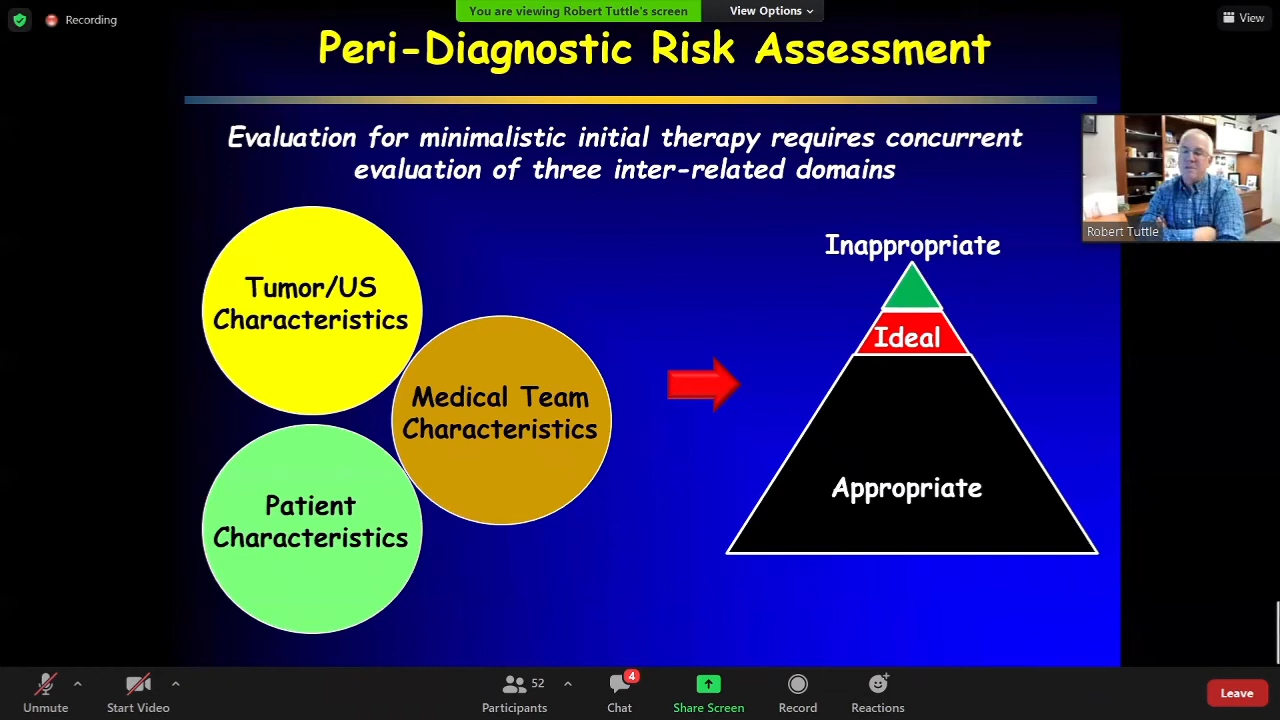 Recording
You are viewing Robert Tuttle's screen
View Options
View
Peri-Diagnostic Risk Assessment
Evaluation for minimalistic initial therapy requires concurrent
evaluation of three inter-related domains
Robert Tuttle
Tumor/US
Characteristics
Medical Team
Characteristics
Patient
Characteristics
Inappropriate
Ideal
Appropriate
Unmute
Start Video
52
Participants
4
Chat
Share Screen
Record
Reactions
Leave